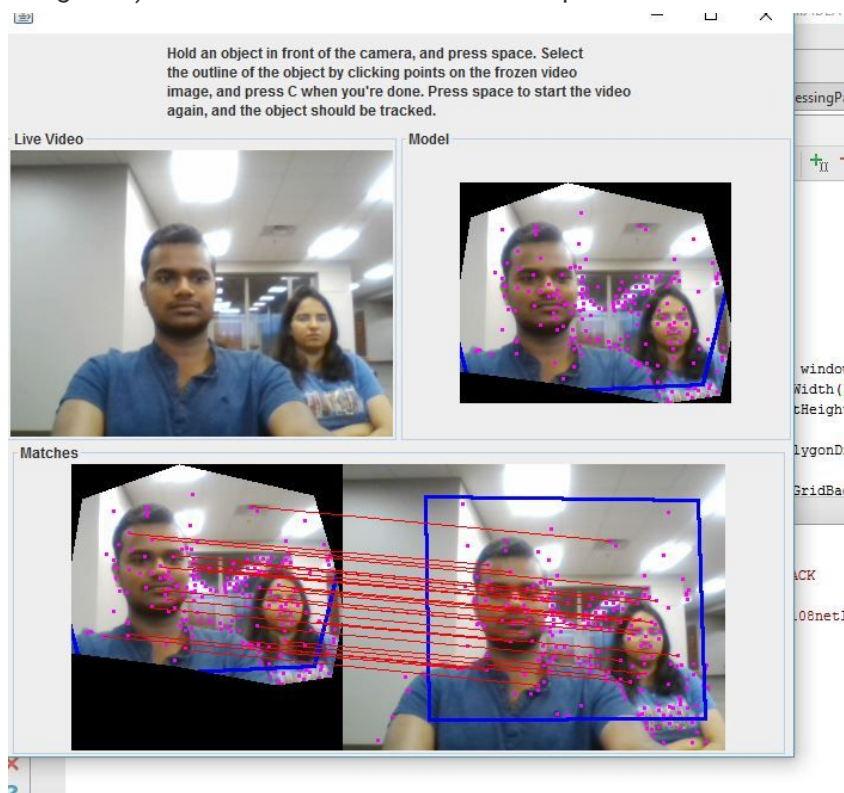 Hold an object in front of the camera, and press space. Select
the outline of the object by clicking points on the frozen video
image, and press C when you're done. Press space to start the video
again, and the object should be tracked.
essingPa
Live Video
Model
window
Width(
tHeight
lygonD
GridBa
Matches
ACK
.08net